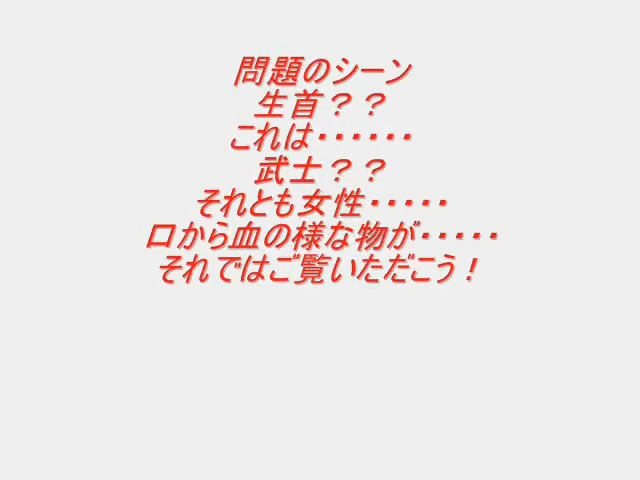 問題のシーン
生首？？
これは・・・・・・
武士？？
それとも女性・・・・・
口から血の様な物が・・・・・
それではご覧いただこう！